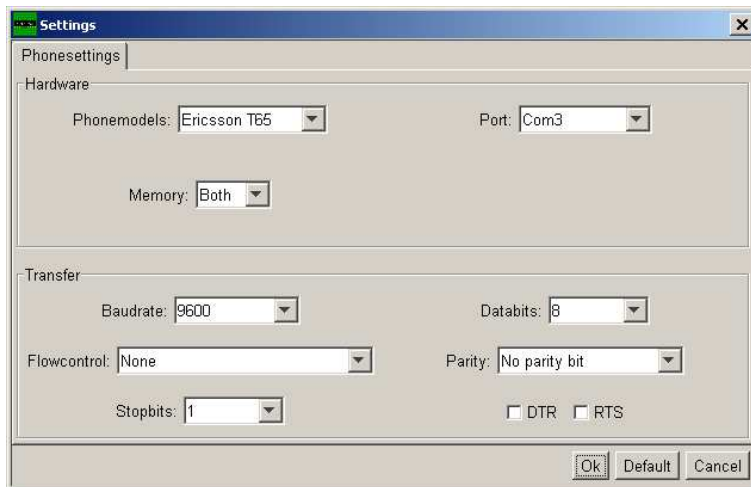 Settings
Phonesettings
Hardware
Phonemodels: Ericsson T65 Port: Com3
Memory: Both
Transfer
Baudrate: 9600 Databits: 8
Flowcontrol: None Parity: No parity bit
Stopbits: 1 DTR RTS
Ok Default Cancel